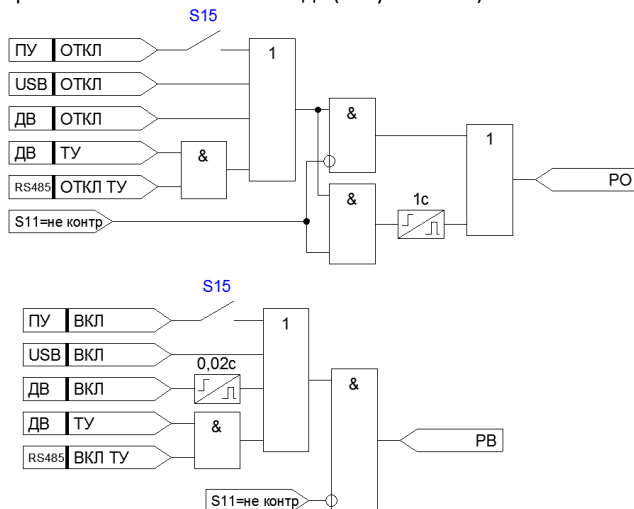 S15
ПУ ОТКЛ
1
USB ОТКЛ
ДВ ОТКЛ
&
ДВ ТУ
&
1
RS485 ОТКЛ ТУ
РО
&
1с
S11=не контр
S15
ПУ ВКЛ
1
USB ВКЛ
0,02с
ДВ ВКЛ
&
ДВ ТУ
&
РВ
RS485 ВКЛ ТУ
S11=не контр